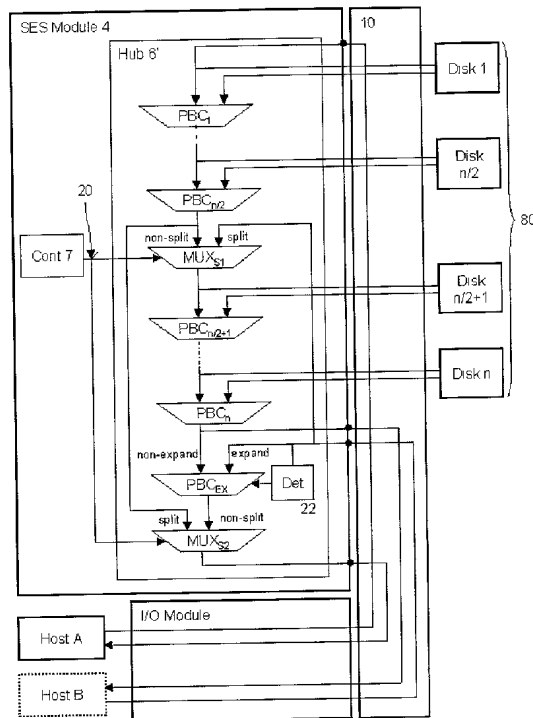 SES Module 4
10
Hub 6'
Disk 1
PBC1
Disk
n/2
PBCn/2
20
80
non-split
split
Cont 7
MUXS1
Disk
n/2+1
PBCn/2+1
Disk n
PBCn
non-expand
expand
PBCEX
Det
22
split
non-split
MUXS2
I/O Module
Host A
Host B